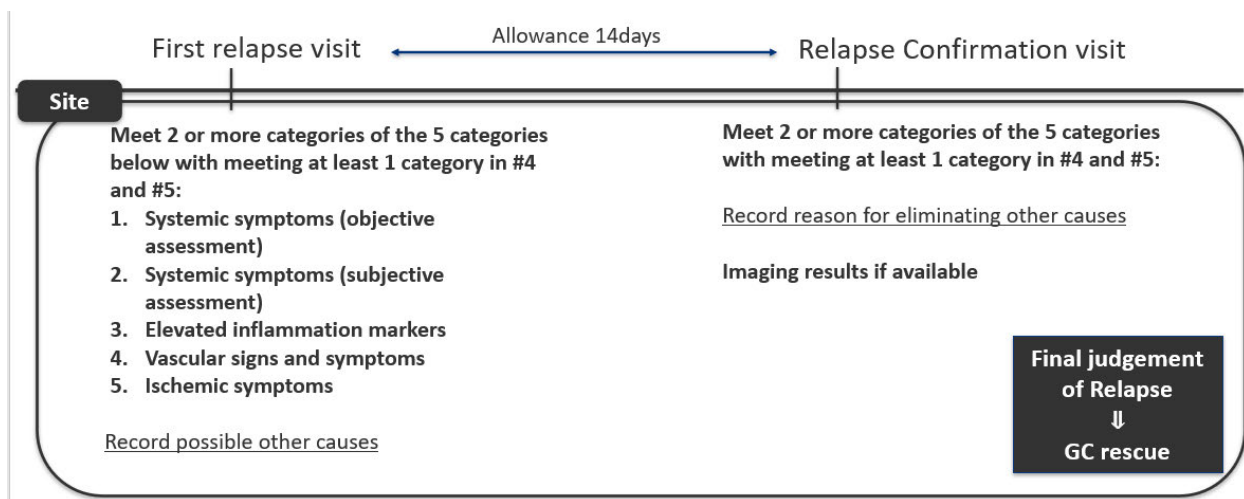 First relapse visit
Allowance 14days
Relapse Confirmation visit
Site
Meet 2 or more categories of the 5 categories
below with meeting at least 1 category in #4
and #5:
1. Systemic symptoms (objective
assessment)
2. Systemic symptoms (subjective
assessment)
3. Elevated inflammation markers
4. Vascular signs and symptoms
5. Ischemic symptoms
Record possible other causes
Meet 2 or more categories of the 5 categories
with meeting at least 1 category in #4 and #5:
Record reason for eliminating other causes
Imaging results if available
Final judgement
of Relapse
⇓
GC rescue